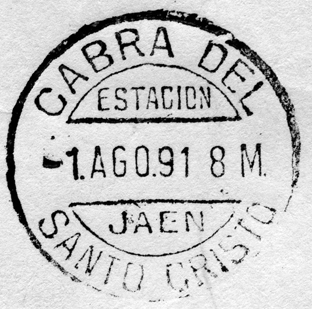 CABRA DEL
ESTACION
-1.AGO.91 8 M.
JAEN
SANTO CRISTO